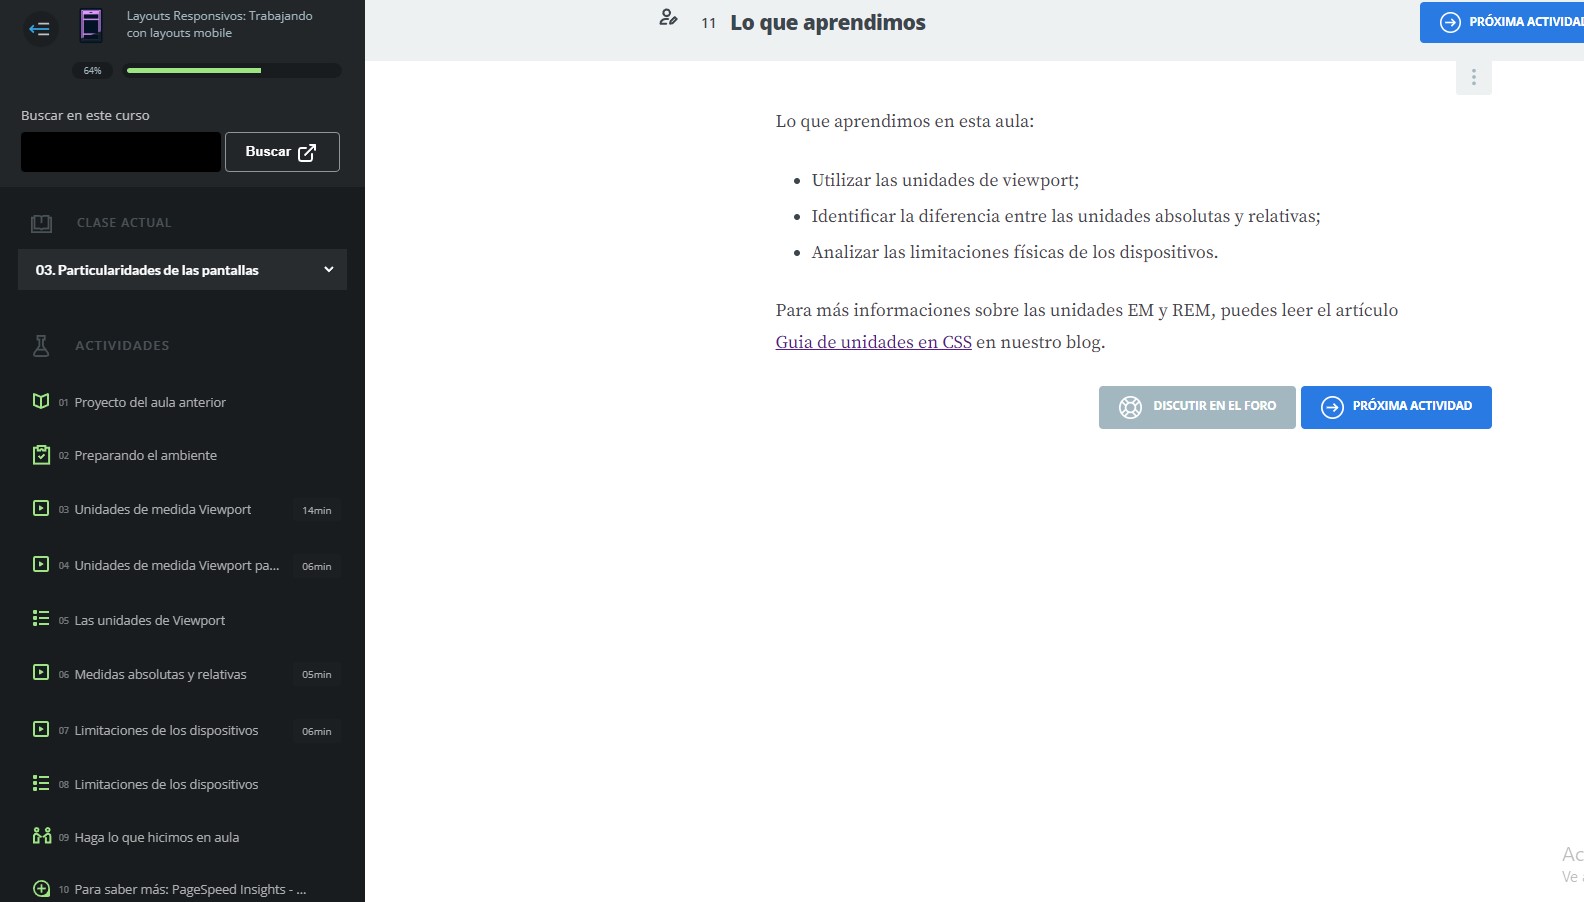 Layouts Responsivos: Trabajando
con layouts mobile
64%
Buscar en este curso
Buscar
CLASE ACTUAL
03. Particularidades de las pantallas
ACTIVIDADES
01 Proyecto del aula anterior
02 Preparando el ambiente
03 Unidades de medida Viewport 14min
04 Unidades de medida Viewport pa... 06min
05 Las unidades de Viewport
06 Medidas absolutas y relativas 05min
07 Limitaciones de los dispositivos 06min
08 Limitaciones de los dispositivos
09 Haga lo que hicimos en aula
10 Para saber más: PageSpeed Insights - ...
11 Lo que aprendimos
PRÓXIMA ACTIVIDAD
Lo que aprendimos en esta aula:
• Utilizar las unidades de viewport;
• Identificar la diferencia entre las unidades absolutas y relativas;
• Analizar las limitaciones físicas de los dispositivos.
Para más informaciones sobre las unidades EM y REM, puedes leer el artículo
Guia de unidades en CSS en nuestro blog.
DISCUTIR EN EL FORO
PRÓXIMA ACTIVIDAD
Ac
Ve a